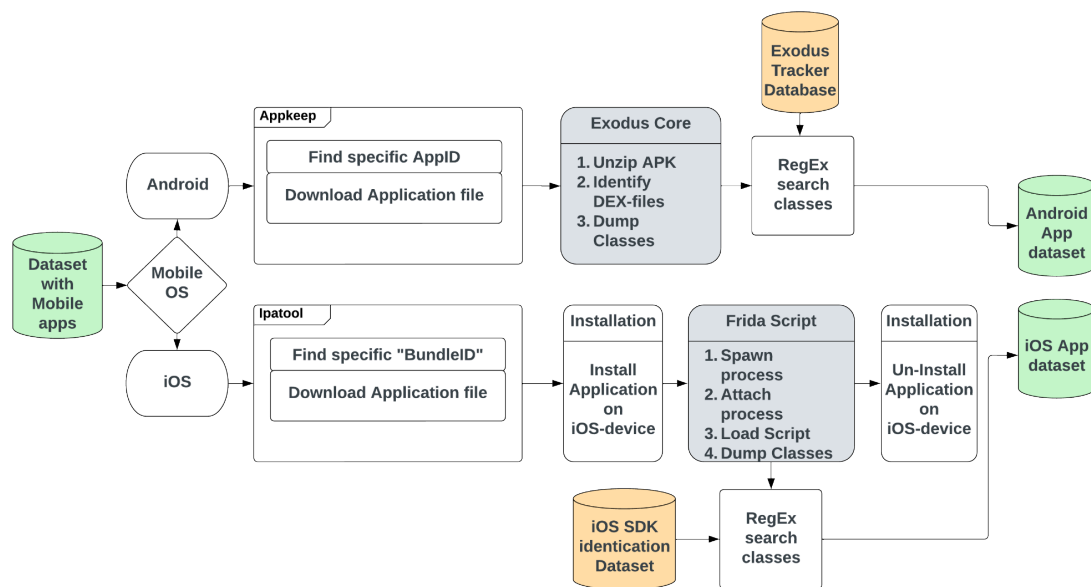 Exodus
Tracker
Database
Appkeep
Find specific AppID
Download Application file
Exodus Core
1. Unzip APK
2. Identify
DEX-files
3. Dump
Classes
RegEx
search
classes
Android
Android
App
dataset
Dataset
with
Mobile
apps
Mobile
OS
iOS
Ipatool
Find specific "BundleID"
Download Application file
Installation
Install
Application
on
iOS-device
Frida Script
1. Spawn
process
2. Attach
process
3. Load Script
4. Dump Classes
Installation
Un-Install
Application
on
iOS-device
iOS App
dataset
iOS SDK
identication
Dataset
RegEx
search
classes